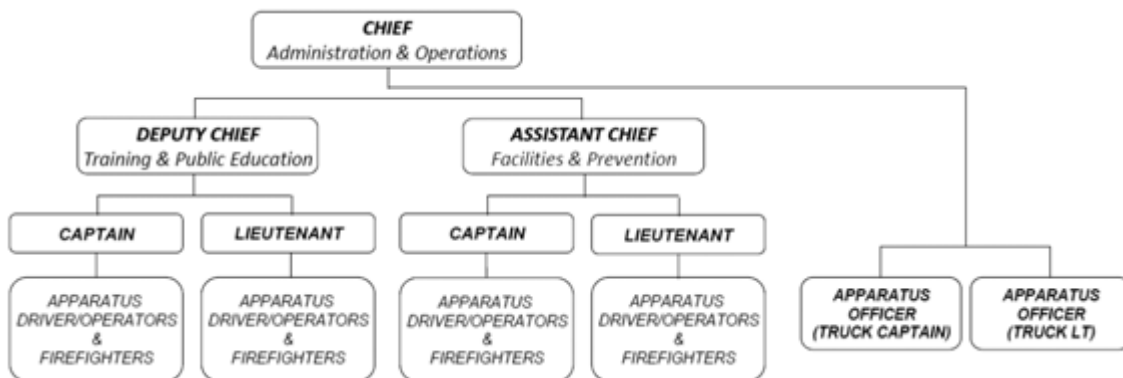 CHIEF
Administration & Operations
DEPUTY CHIEF
Training & Public Education
ASSISTANT CHIEF
Facilities & Prevention
CAPTAIN
LIEUTENANT
CAPTAIN
LIEUTENANT
APPARATUS
DRIVER/OPERATORS
&
FIREFIGHTERS
APPARATUS
DRIVER/OPERATORS
&
FIREFIGHTERS
APPARATUS
DRIVER/OPERATORS
&
FIREFIGHTERS
APPARATUS
DRIVER/OPERATORS
&
FIREFIGHTERS
APPARATUS
OFFICER
(TRUCK CAPTAIN)
APPARATUS
OFFICER
(TRUCK LT)